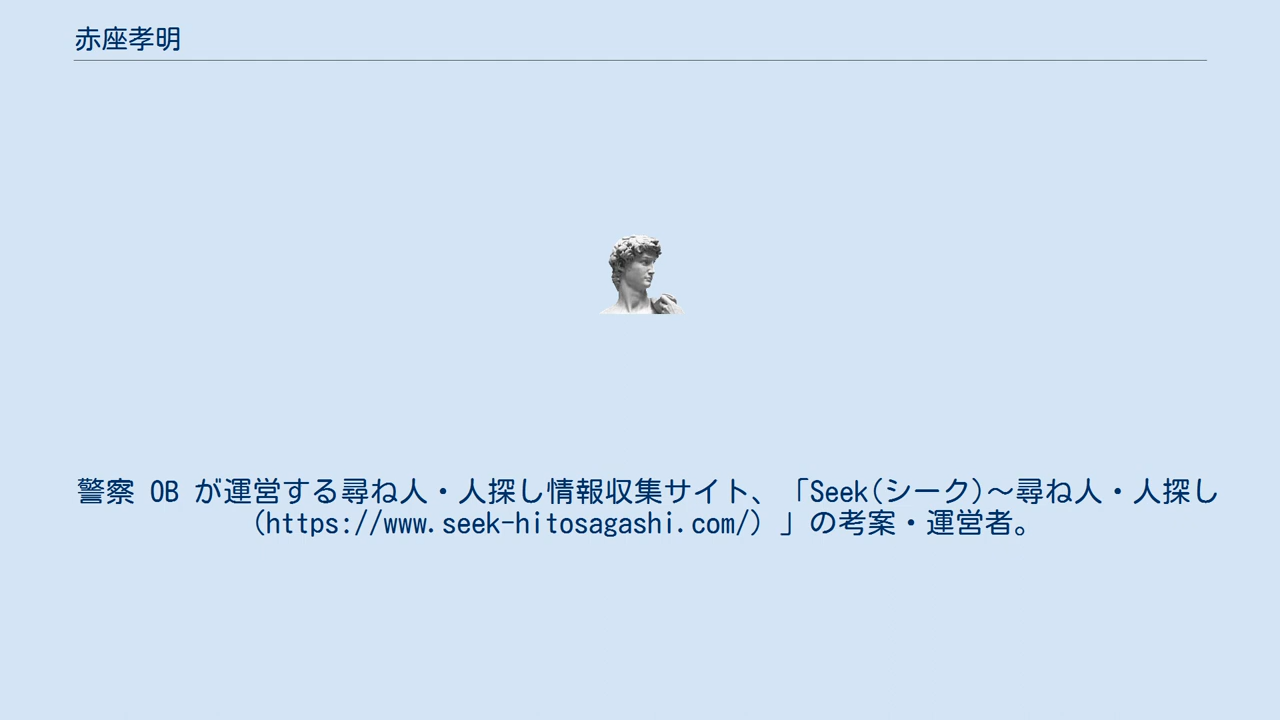 赤座孝明
警察 OB が運営する尋ね人・人探し情報収集サイト、「Seek(シーク)～尋ね人・人探し
(https://www.seek-hitosagashi.com/) 」の考案・運営者。